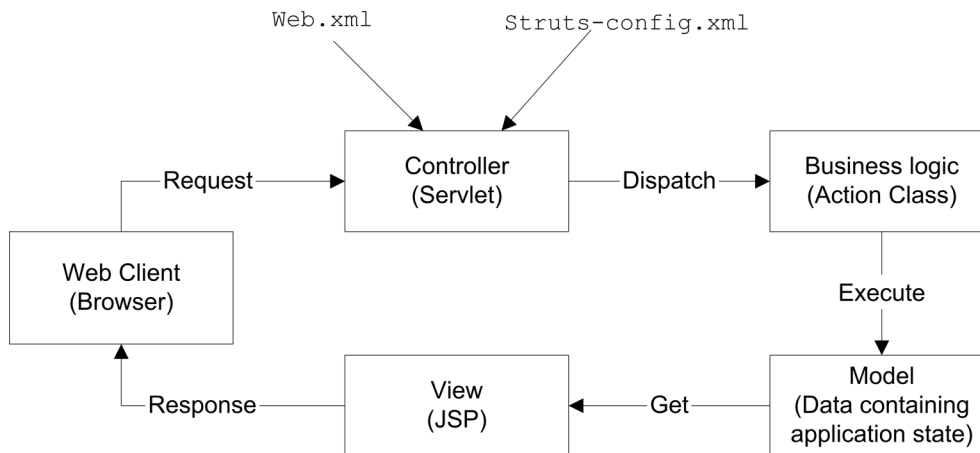 Web.xml
Struts-config.xml
Controller
(Servlet)
Business logic
(Action Class)
Request
Dispatch
Web Client
(Browser)
Execute
View
(JSP)
Model
(Data containing
application state)
Response
Get